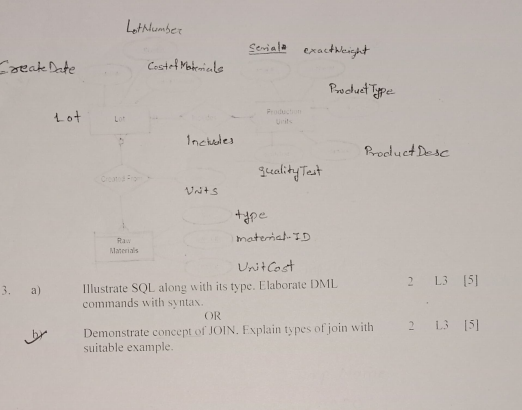 LotNumber
Serial# exactWeight
CreateDate CostofMaterials
ProductType
Lot Lot Production Units
Includes ProductDesc
qualityTest
Units
type
Raw Materials material-ID
UnitCost
3. a) Illustrate SQL along with its type. Elaborate DML 2 L3 [5]
commands with syntax.
OR
b) Demonstrate concept of JOIN. Explain types of join with 2 L3 [5]
suitable example.